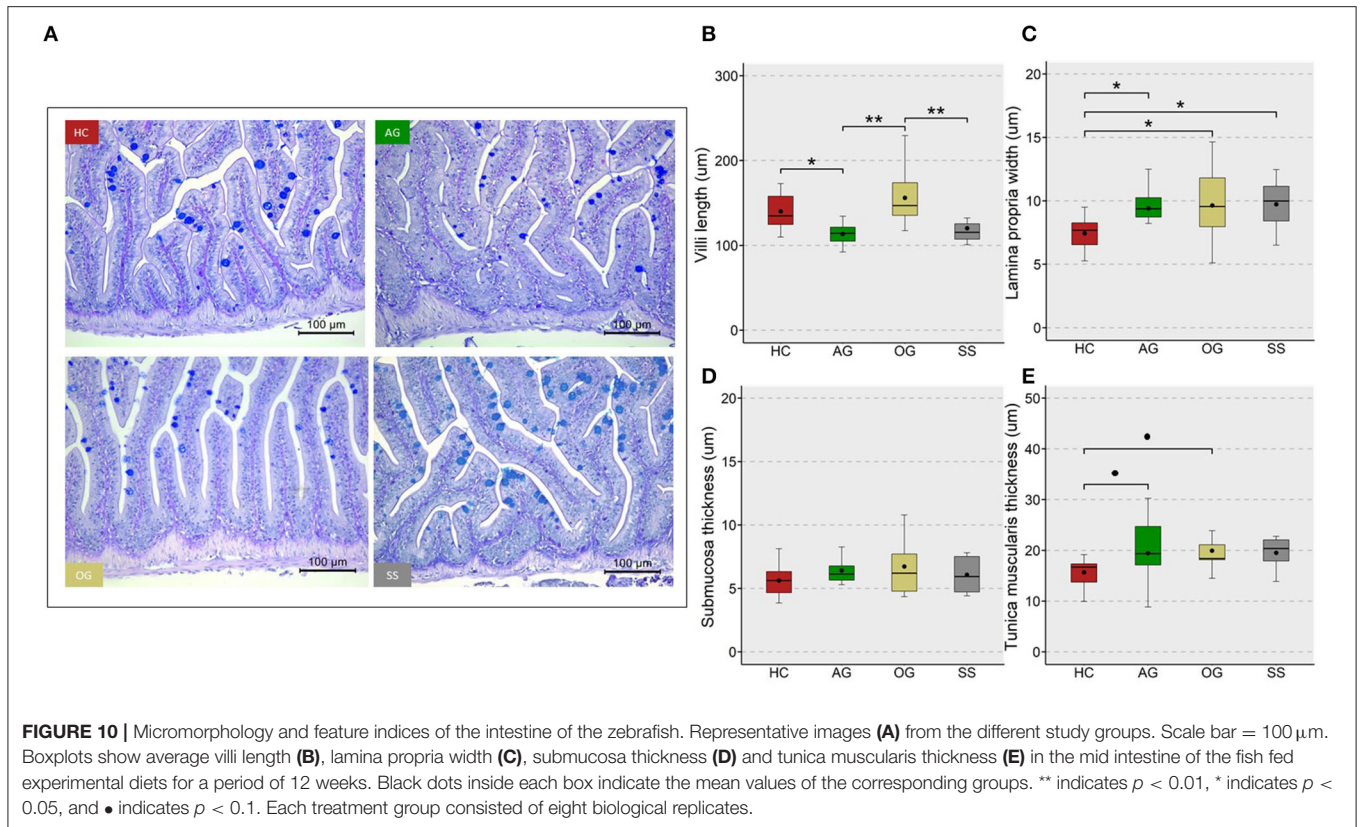 A
HC
100 µm
AG
100 µm
OG
100 µm
SS
100 µm
B
Villi length (um)
300
200
100
0
*
**
**
HC AG OG SS
C
Lamina propria width (um)
20
15
10
5
0
*
*
*
HC AG OG SS
D
Submucosa thickness (um)
20
15
10
5
0
HC AG OG SS
E
Tunica muscularis thickness (um)
50
40
30
20
10
0
•
•
HC AG OG SS
FIGURE 10 | Micromorphology and feature indices of the intestine of the zebrafish. Representative images (A) from the different study groups. Scale bar = 100 µm.
Boxplots show average villi length (B), lamina propria width (C), submucosa thickness (D) and tunica muscularis thickness (E) in the mid intestine of the fish fed
experimental diets for a period of 12 weeks. Black dots inside each box indicate the mean values of the corresponding groups. ** indicates p < 0.01, * indicates p <
0.05, and • indicates p < 0.1. Each treatment group consisted of eight biological replicates.